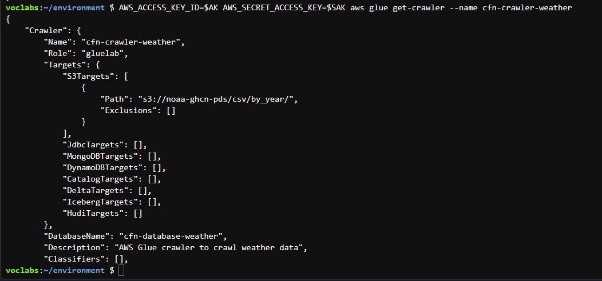 voclabs:~/environment $ AWS_ACCESS_KEY_ID=$AK AWS_SECRET_ACCESS_KEY=$SAK aws glue get-crawler --name cfn-crawler-weather
{
    "Crawler": {
        "Name": "cfn-crawler-weather",
        "Role": "gluelab",
        "Targets": {
            "S3Targets": [
                {
                    "Path": "s3://noaa-ghcn-pds/csv/by_year/",
                    "Exclusions": []
                }
            ],
            "JdbcTargets": [],
            "MongoDBTargets": [],
            "DynamoDBTargets": [],
            "CatalogTargets": [],
            "DeltaTargets": [],
            "IcebergTargets": [],
            "HudiTargets": []
        },
        "DatabaseName": "cfn-database-weather",
        "Description": "AWS Glue crawler to crawl weather data",
        "Classifiers": [],
voclabs:~/environment $